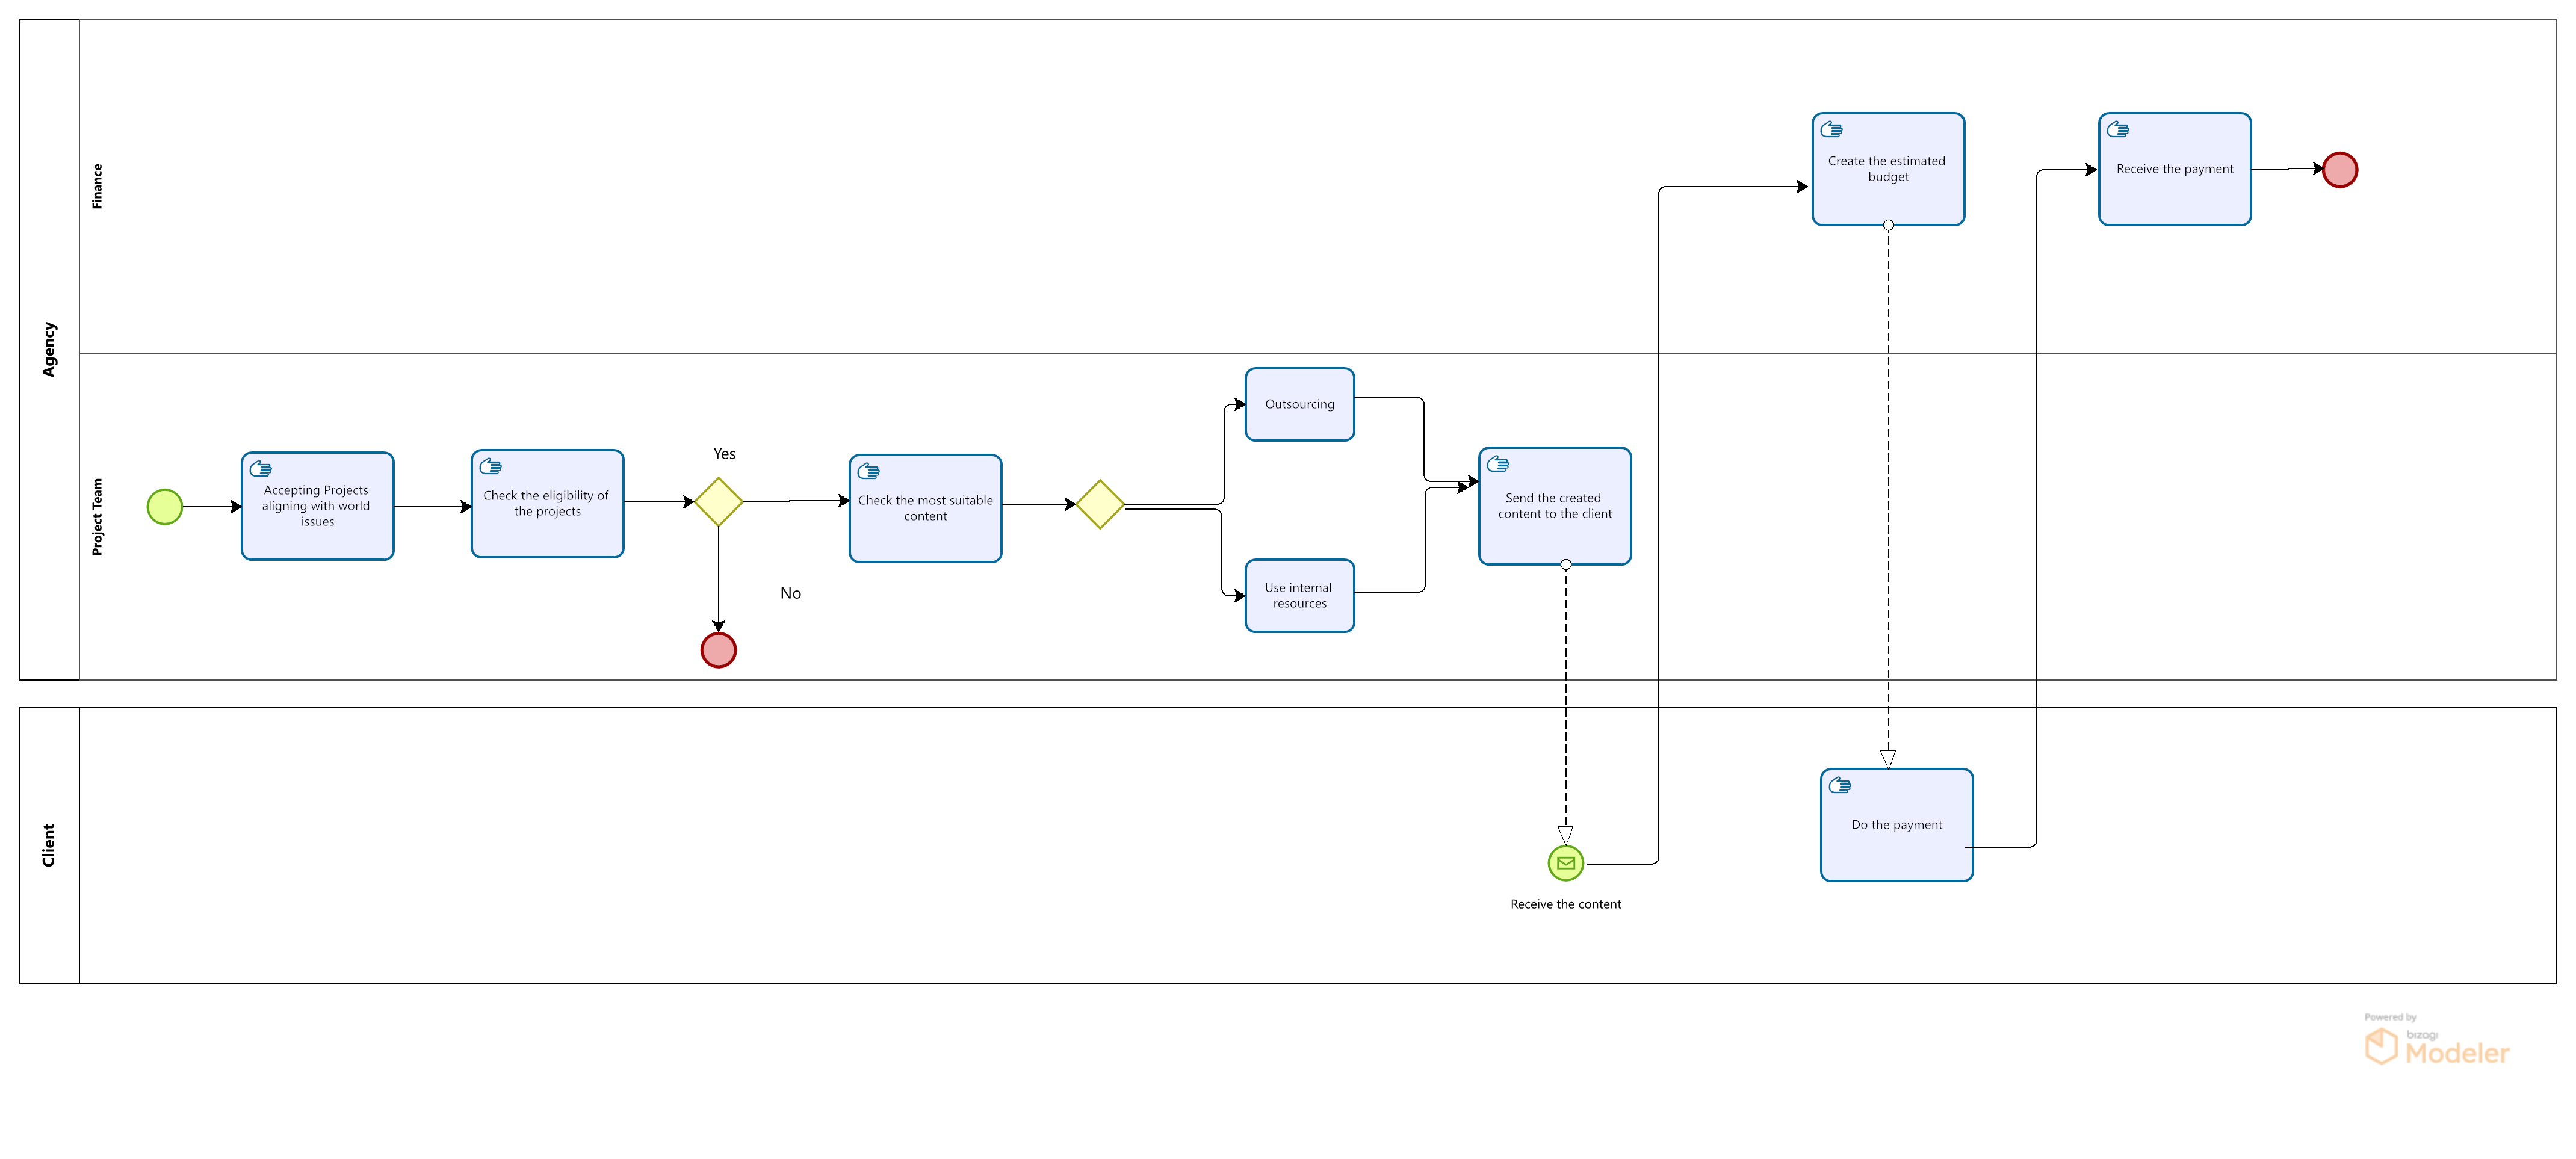 Agency
Finance
Create the estimated
budget
Receive the payment
Project Team
Accepting Projects
aligning with world
issues
Check the eligibility of
the projects
Yes
No
Check the most suitable
content
Outsourcing
Use internal
resources
Send the created
content to the client
Client
Receive the content
Do the payment
Powered by
bizagi
Modeler